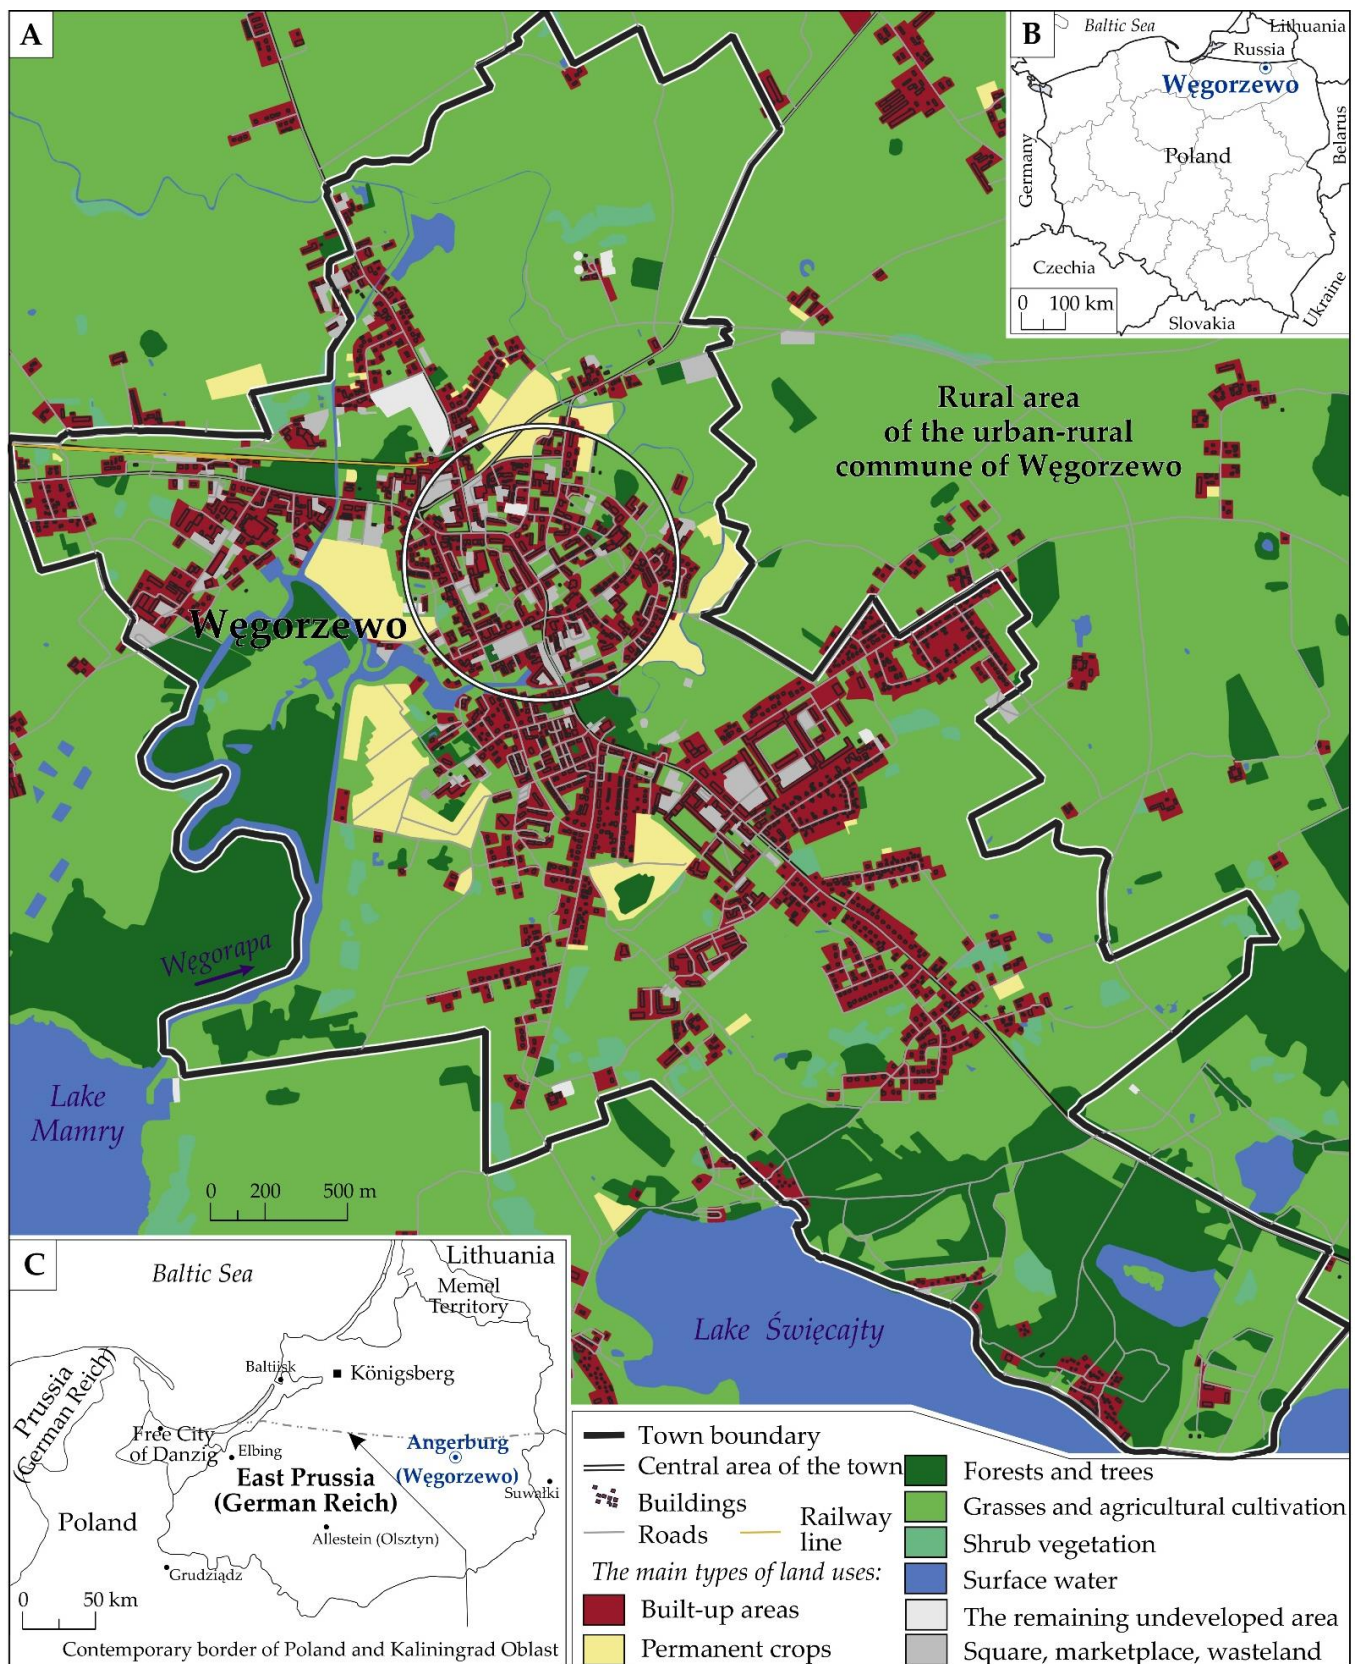 A
Węgorzewo
Rural area
of the urban-rural
commune of Węgorzewo
Węgorapa
Lake
Mamry
0 200 500 m
Lake Święcajty
B
Baltic Sea
Lithuania
Russia
Węgorzewo
Germany
Poland
Belarus
Czechia
Ukraine
0 100 km
Slovakia
C
Baltic Sea
Lithuania
Memel
Territory
Baltijsk
Königsberg
Prussia
(German Reich)
Free City
of Danzig
Elbing
Angerburg
(Węgorzewo)
East Prussia
(German Reich)
Suwałki
Poland
Allestein (Olsztyn)
Grudziądz
0 50 km
Contemporary border of Poland and Kaliningrad Oblast
Town boundary
Central area of the town
Buildings
Roads
Railway
line
The main types of land uses:
Built-up areas
Permanent crops
Forests and trees
Grasses and agricultural cultivation
Shrub vegetation
Surface water
The remaining undeveloped area
Square, marketplace, wasteland